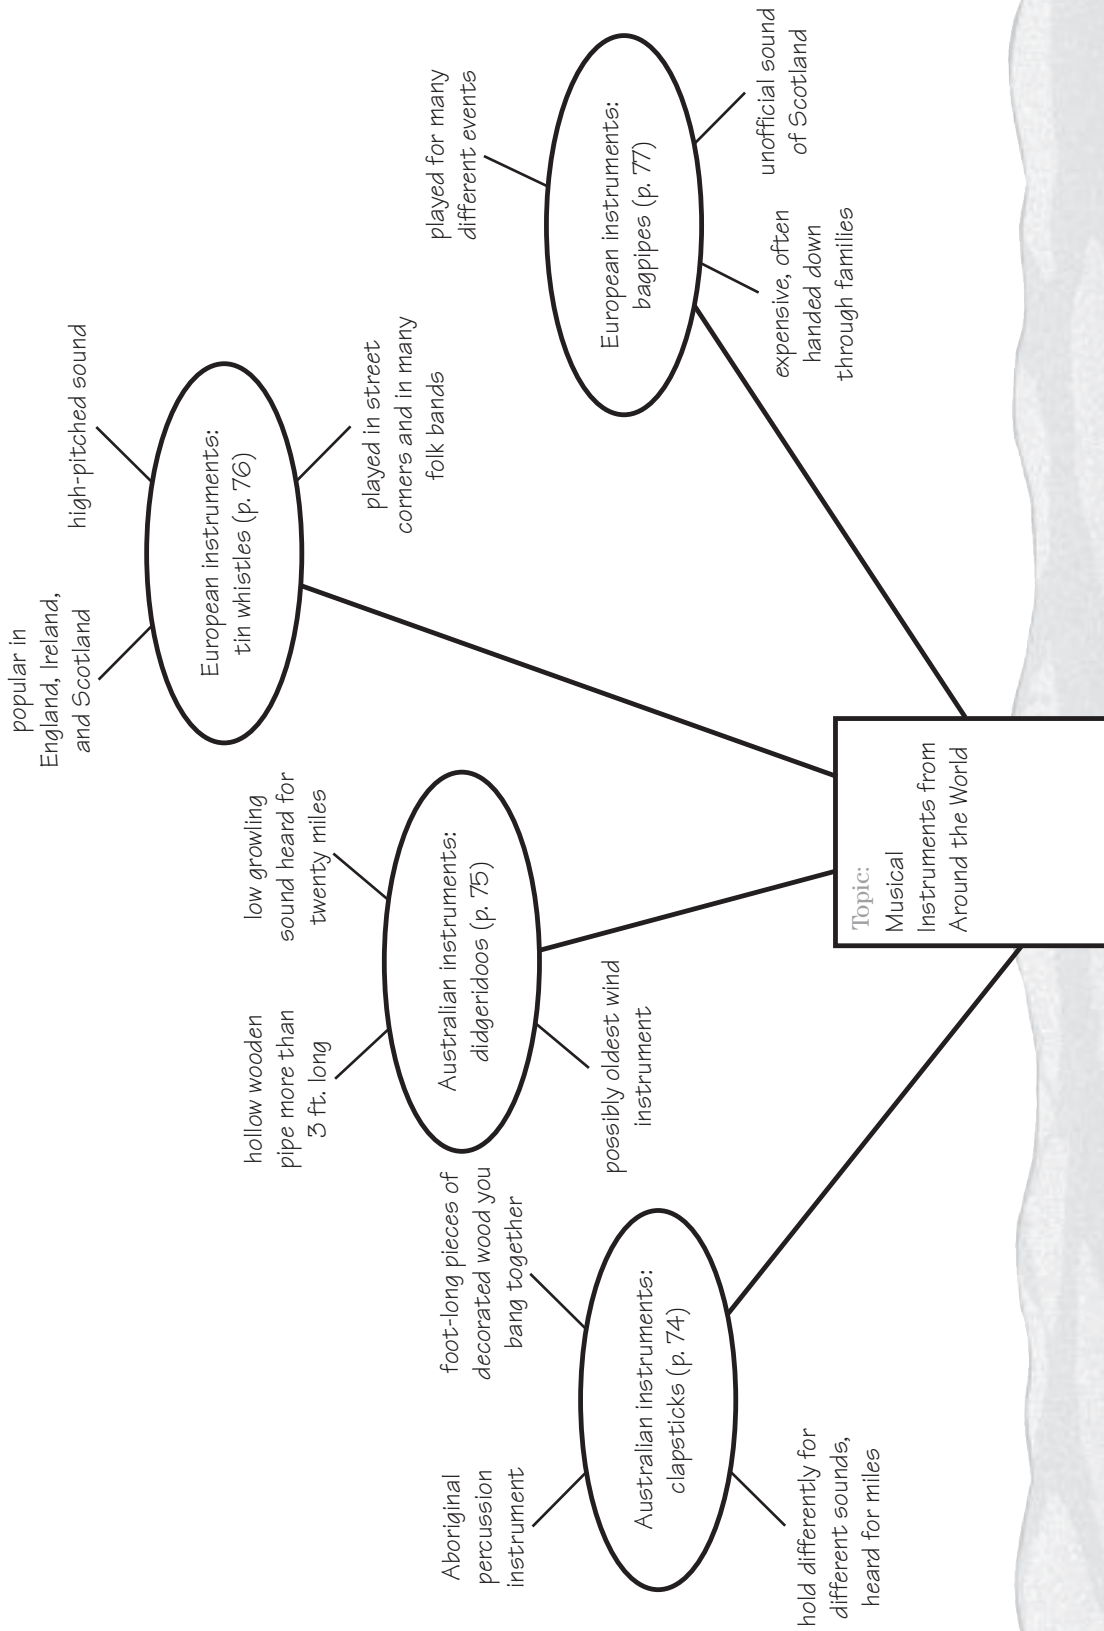 popular in
England, Ireland,
and Scotland
high-pitched sound
European instruments:
tin whistles (p. 76)
played in street
corners and in many
folk bands
played for many
different events
European instruments:
bagpipes (p. 77)
expensive, often
handed down
through families
unofficial sound
of Scotland
hollow wooden
pipe more than
3 ft. long
low growling
sound heard for
twenty miles
Australian instruments:
didgeridoos (p. 75)
possibly oldest wind
instrument
Aboriginal
percussion
instrument
foot-long pieces of
decorated wood you
bang together
Australian instruments:
clapsticks (p. 74)
hold differently for
different sounds,
heard for miles
Topic:
Musical
Instruments from
Around the World